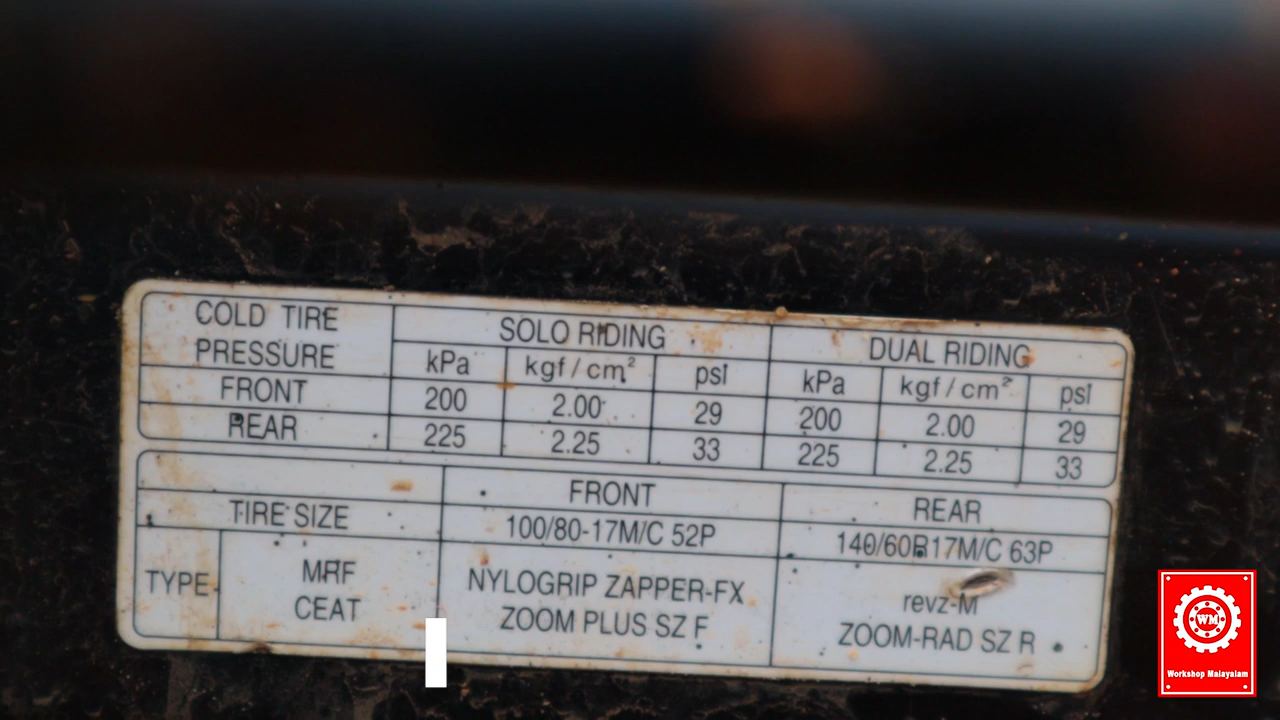 COLD TIRE PRESSURE SOLO RIDING DUAL RIDING
kPa kgf/cm² psi kPa kgf/cm² psi
FRONT 200 2.00 29 200 2.00 29
REAR 225 2.25 33 225 2.25 33
FRONT REAR
TIRE SIZE 100/80-17M/C 52P 140/60R17M/C 63P
TYPE MRF NYLOGRIP ZAPPER-FX revz-M
CEAT ZOOM PLUS SZ F ZOOM-RAD SZ R
WM
Workshop Malayalam